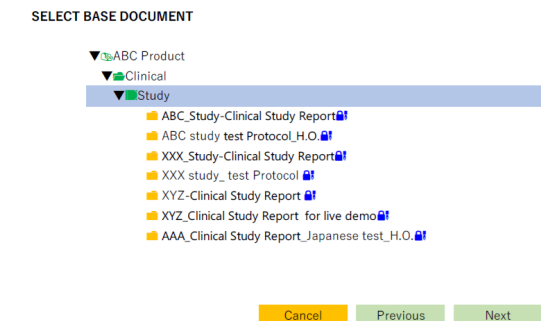 SELECT BASE DOCUMENT
ABC Product
Clinical
Study
ABC_Study-Clinical Study Report
ABC study test Protocol_H.O.
XXX_Study-Clinical Study Report
XXX study_ test Protocol
XYZ-Clinical Study Report
XYZ_Clinical Study Report for live demo
AAA_Clinical Study Report_Japanese test_H.O.
Cancel Previous Next